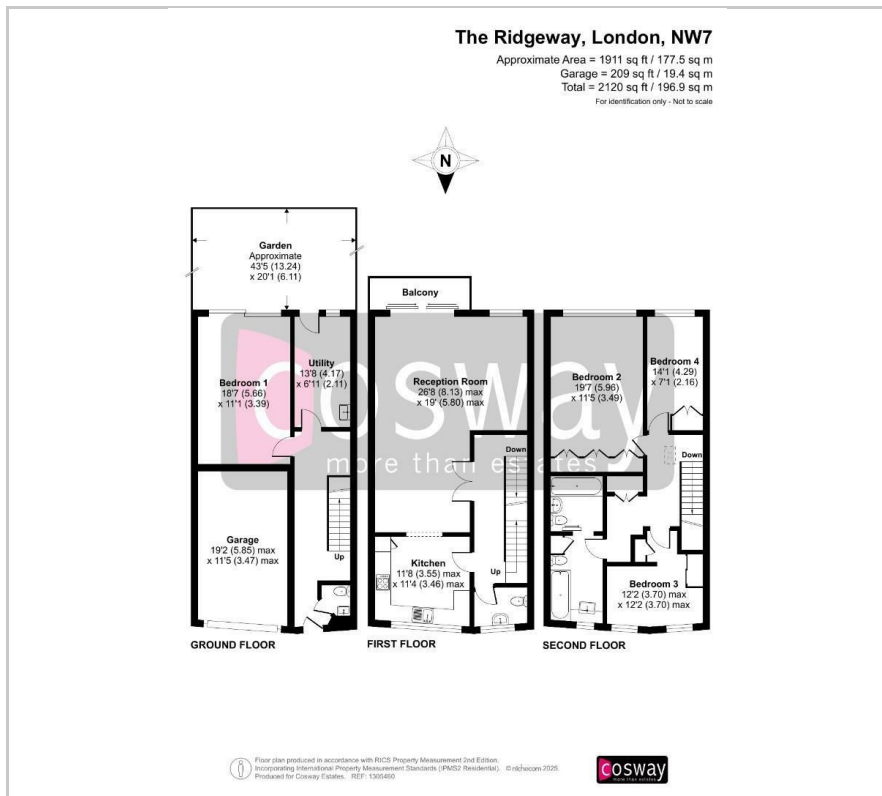 The Ridgeway, London, NW7
Approximate Area = 1911 sq ft / 177.5 sq m
Garage = 209 sq ft / 19.4 sq m
Total = 2120 sq ft / 196.9 sq m
For identification only - Not to scale
N
Garden
Approximate
43'5 (13.24)
x 20'1 (6.11)
Bedroom 1
18'7 (5.66)
x 11'1 (3.39)
Utility
13'8 (4.17)
x 6'11 (2.11)
Garage
19'2 (5.85) max
x 11'5 (3.47) max
Up
GROUND FLOOR
Balcony
Reception Room
26'8 (8.13) max
x 19' (5.80) max
Down
Kitchen
11'8 (3.55) max
x 11'4 (3.46) max
Up
FIRST FLOOR
Bedroom 2
19'7 (5.96)
x 11'5 (3.49)
Bedroom 4
14'1 (4.29)
x 7'1 (2.16)
Down
Bedroom 3
12'2 (3.70) max
x 12'2 (3.70) max
SECOND FLOOR
cosway
more than estates
Floor plan produced in accordance with RICS Property Measurement 2nd Edition.
Incorporating International Property Measurement Standards (IPMS2 Residential). © nichecom 2025.
Produced for Cosway Estates. REF:
cosway
more than estates